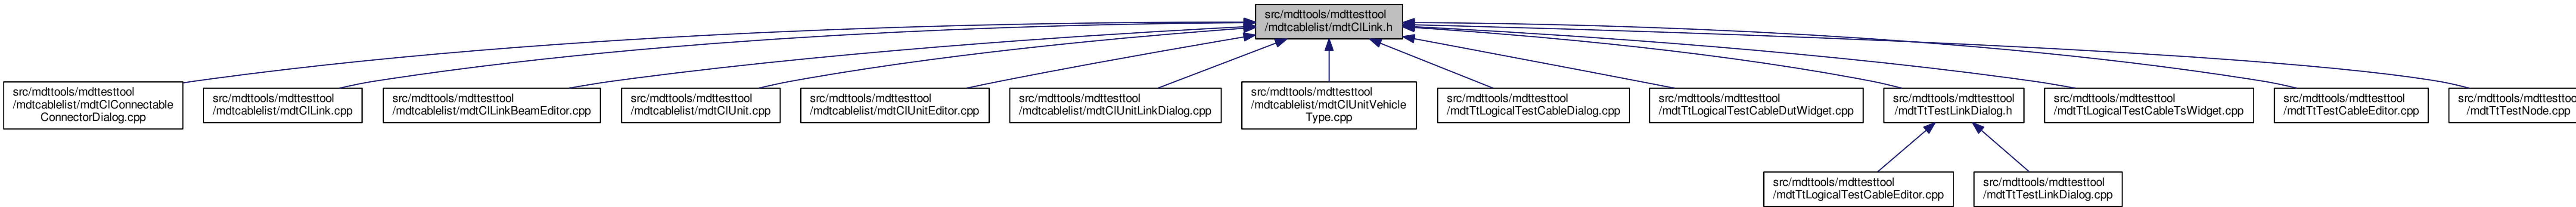 src/mdttools/mdttesttool
/mdtcablelist/mdtClLink.h
src/mdttools/mdttesttool
/mdtcablelist/mdtClConnectable
ConnectorDialog.cpp
src/mdttools/mdttesttool
/mdtcablelist/mdtClLink.cpp
src/mdttools/mdttesttool
/mdtcablelist/mdtClLinkBeamEditor.cpp
src/mdttools/mdttesttool
/mdtcablelist/mdtClUnit.cpp
src/mdttools/mdttesttool
/mdtcablelist/mdtClUnitEditor.cpp
src/mdttools/mdttesttool
/mdtcablelist/mdtClUnitLinkDialog.cpp
src/mdttools/mdttesttool
/mdtcablelist/mdtClUnitVehicle
Type.cpp
src/mdttools/mdttesttool
/mdtTtLogicalTestCableDialog.cpp
src/mdttools/mdttesttool
/mdtTtLogicalTestCableDutWidget.cpp
src/mdttools/mdttesttool
/mdtTtTestLinkDialog.h
src/mdttools/mdttesttool
/mdtTtLogicalTestCableTsWidget.cpp
src/mdttools/mdttesttool
/mdtTtTestCableEditor.cpp
src/mdttools/mdttesttoo
/mdtTtTestNode.cpp
src/mdttools/mdttesttool
/mdtTtLogicalTestCableEditor.cpp
src/mdttools/mdttesttool
/mdtTtTestLinkDialog.cpp